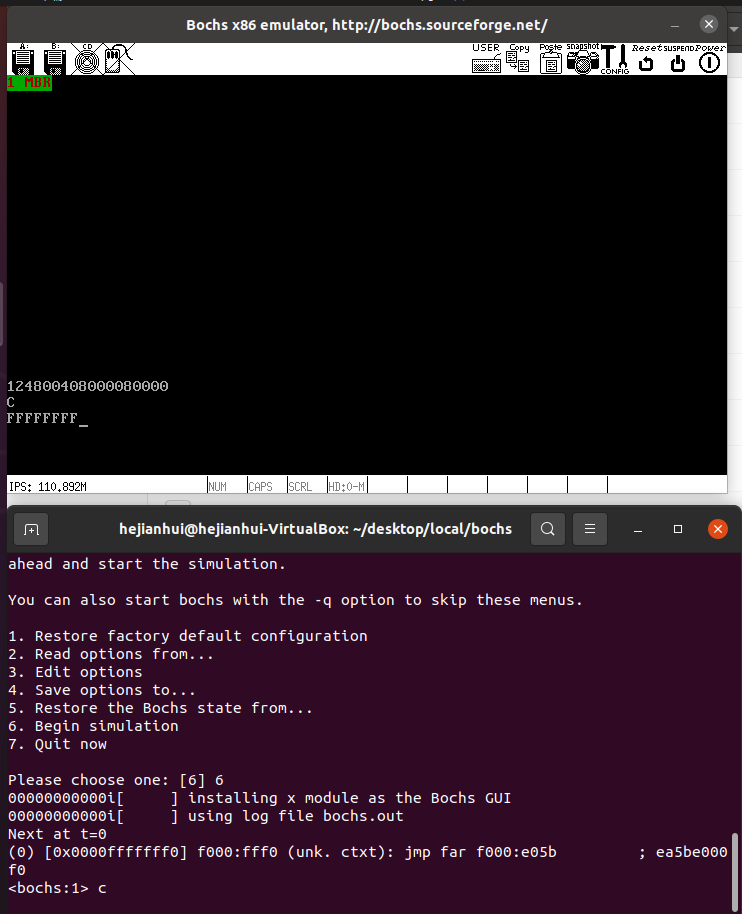 Bochs x86 emulator, http://bochs.sourceforge.net/
A: B: CD USER Copy Paste snapshot CONFIG Reset SUSPEND Power
1 MBR
124800408000080000
C
FFFFFFFF_
IPS: 110.892M NUM CAPS SCRL HD:0-M
hejianhui@hejianhui-VirtualBox: ~/desktop/local/bochs
ahead and start the simulation.
You can also start bochs with the -q option to skip these menus.
1. Restore factory default configuration
2. Read options from...
3. Edit options
4. Save options to...
5. Restore the Bochs state from...
6. Begin simulation
7. Quit now
Please choose one: [6] 6
00000000000i[     ] installing x module as the Bochs GUI
00000000000i[     ] using log file bochs.out
Next at t=0
(0) [0x0000fffffff0] f000:fff0 (unk. ctxt): jmp far f000:e05b         ; ea5be000
f0
<bochs:1> c